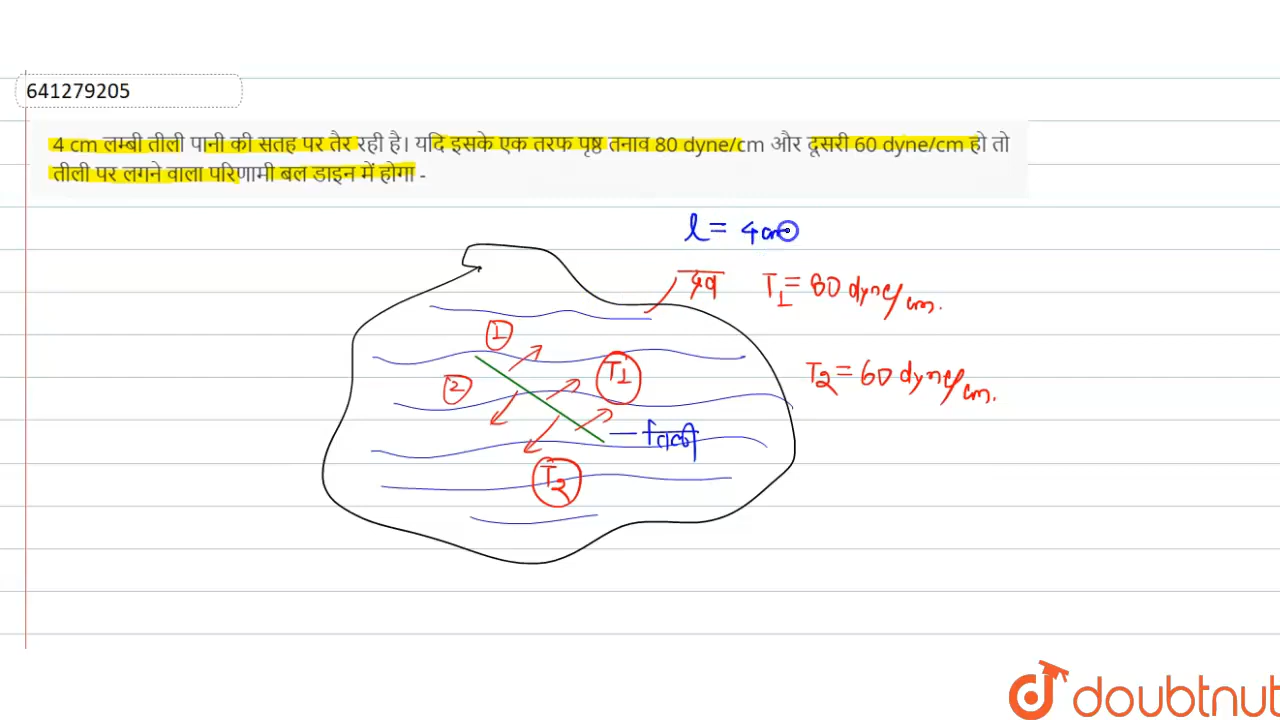 641279205
4 cm लम्बी तीली पानी की सतह पर तैर रही है। यदि इसके एक तरफ पृष्ठ तनाव 80 dyne/cm और दूसरी 60 dyne/cm हो तो
तीली पर लगने वाला परिणामी बल डाइन में होगा -
l = 4cm
द्रव T1 = 80 dyne/cm.
1
2
T1
T2 = 60 dyne/cm.
T2
doubtnut